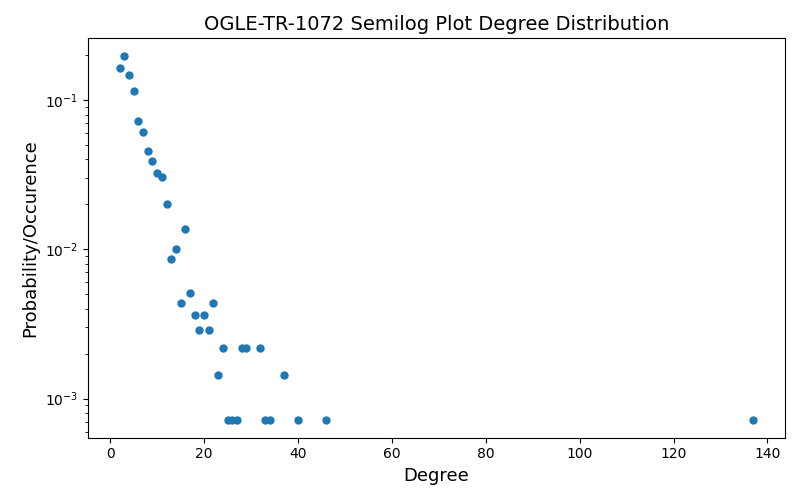 OGLE-TR-1072 Semilog Plot Degree Distribution
Probability/Occurence
10⁻¹
10⁻²
10⁻³
0 20 40 60 80 100 120 140
Degree